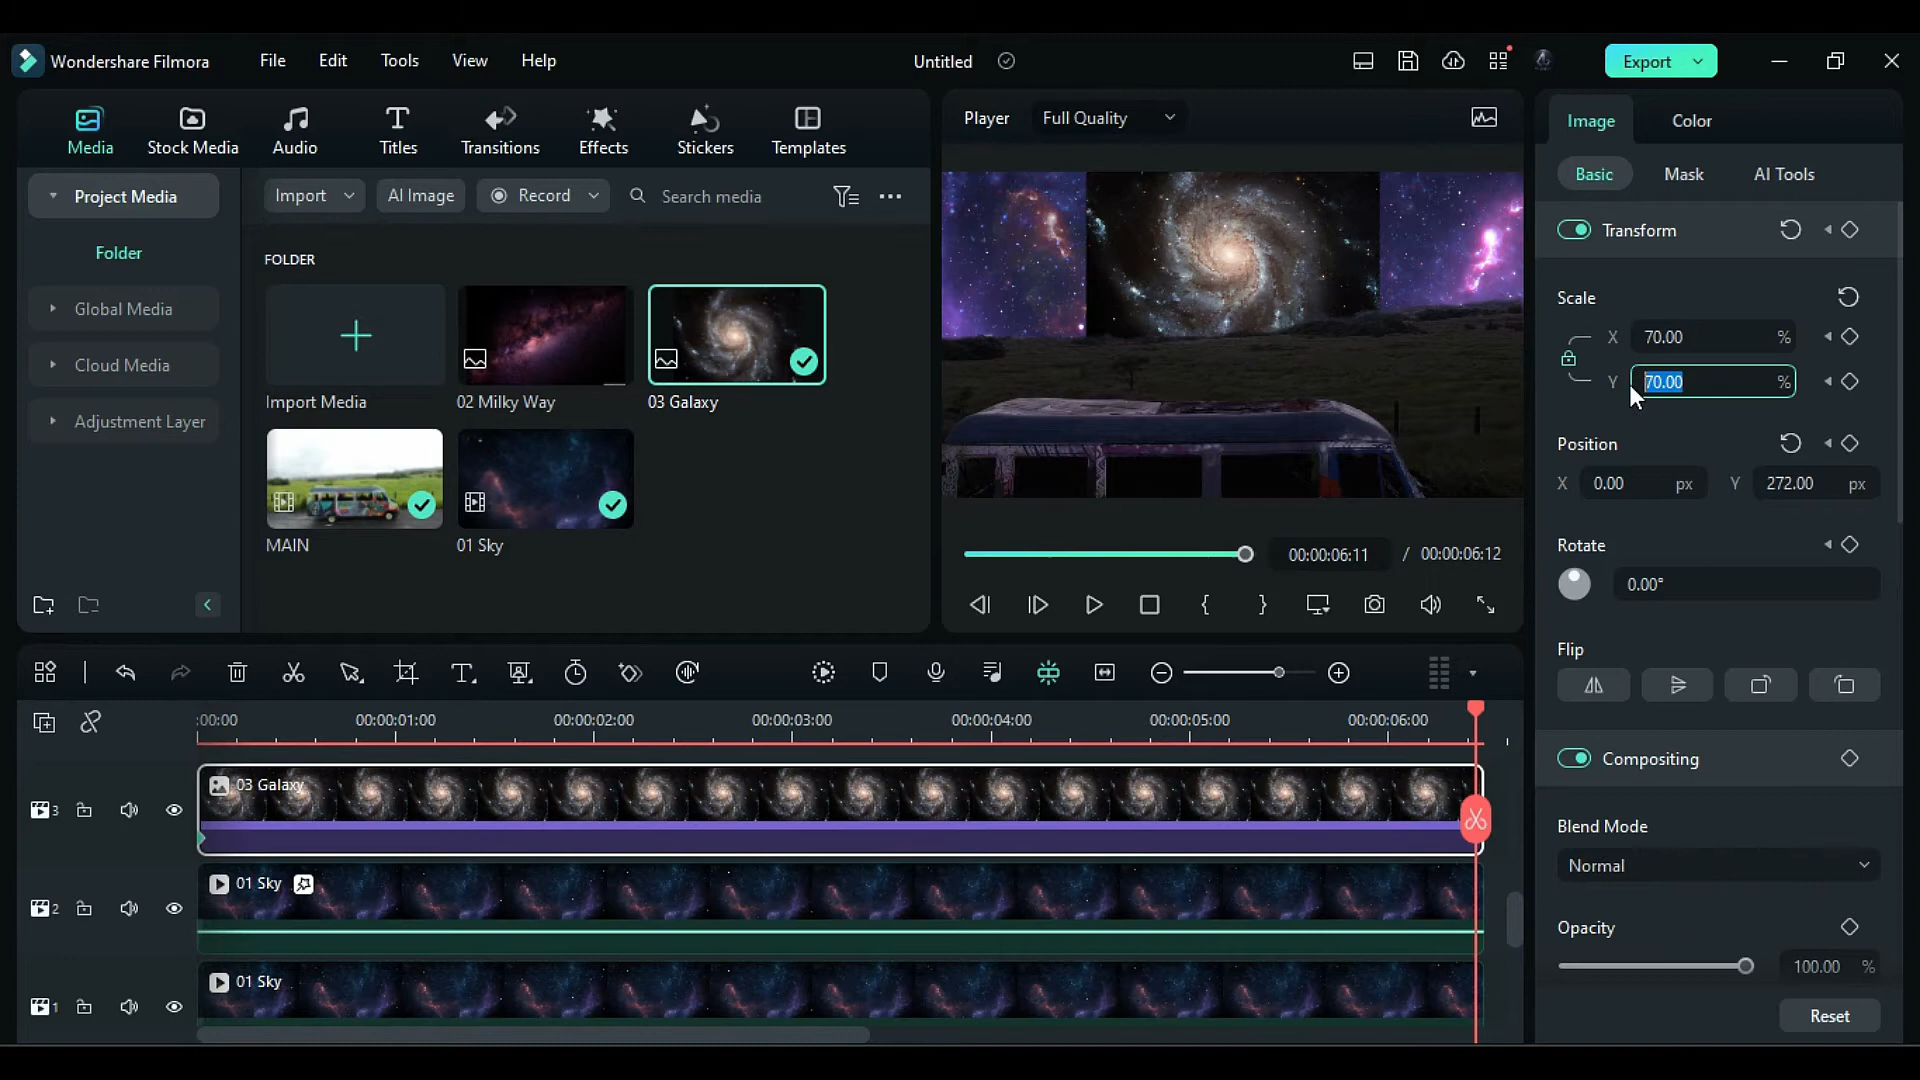 Wondershare Filmora File Edit Tools View Help Untitled Export
Media Stock Media Audio Titles Transitions Effects Stickers Templates
Project Media
Folder
Global Media
Cloud Media
Adjustment Layer
Import AI Image Record Search media
FOLDER
Import Media 02 Milky Way 03 Galaxy
MAIN 01 Sky
Player Full Quality
00:00:06:11 / 00:00:06:12
Image Color
Basic Mask AI Tools
Transform
Scale
X 70.00 %
Y 70.00 %
Position
X 0.00 px Y 272.00 px
Rotate
0.00°
Flip
Compositing
Blend Mode
Normal
Opacity
100.00 %
Reset
:00:00 00:00:01:00 00:00:02:00 00:00:03:00 00:00:04:00 00:00:05:00 00:00:06:00
03 Galaxy
3
01 Sky
2
01 Sky
1